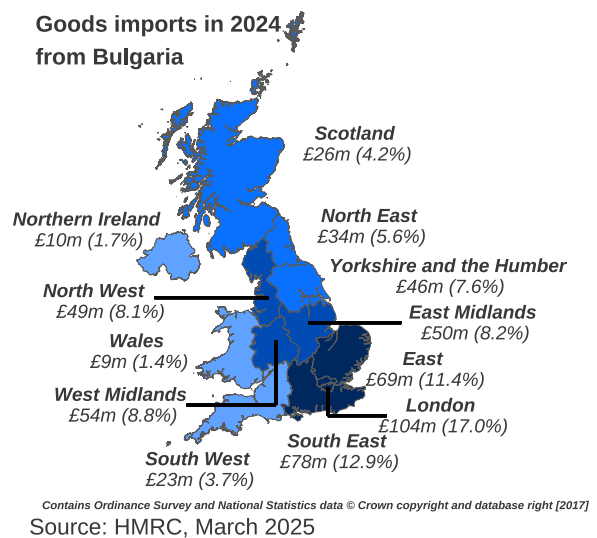 Goods imports in 2024
from Bulgaria
Scotland
£26m (4.2%)
Northern Ireland
£10m (1.7%)
North East
£34m (5.6%)
Yorkshire and the Humber
£46m (7.6%)
North West
£49m (8.1%)
East Midlands
£50m (8.2%)
Wales
£9m (1.4%)
East
£69m (11.4%)
West Midlands
£54m (8.8%)
London
£104m (17.0%)
South East
£78m (12.9%)
South West
£23m (3.7%)
Contains Ordinance Survey and National Statistics data © Crown copyright and database right [2017]
Source: HMRC, March 2025